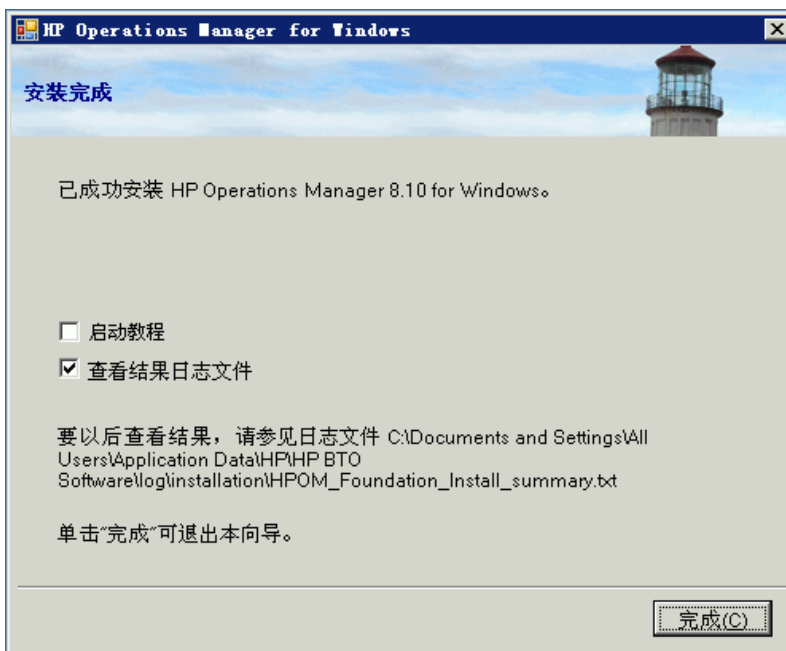 HP Operations Manager for Windows
安装完成
已成功安装 HP Operations Manager 8.10 for Windows。
启动教程
查看结果日志文件
要以后查看结果，请参见日志文件 C:\Documents and Settings\All
Users\Application Data\HP\HP BTO
Software\log\installation\HPOM_Foundation_Install_summary.txt
单击“完成”可退出本向导。
完成(C)